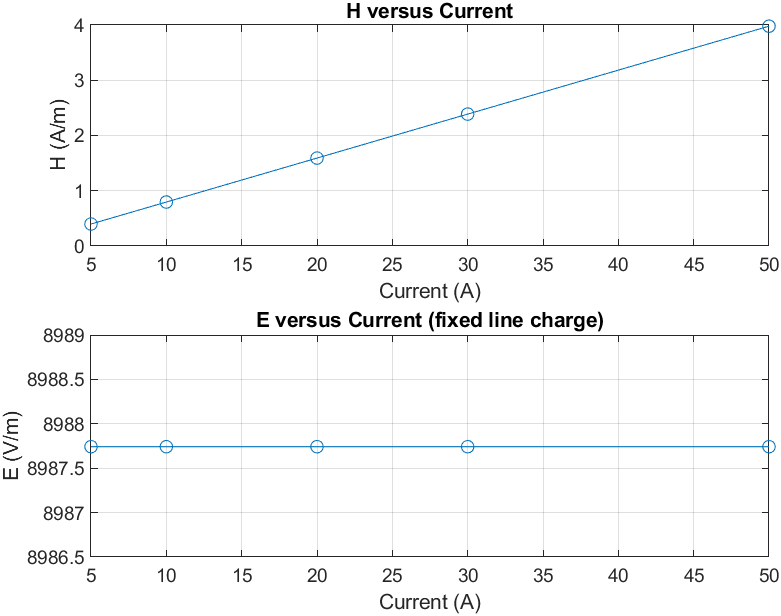 H versus Current
4
3
2
1
0
H (A/m)
5 10 15 20 25 30 35 40 45 50
Current (A)
E versus Current (fixed line charge)
8989
8988.5
8988
8987.5
8987
8986.5
E (V/m)
5 10 15 20 25 30 35 40 45 50
Current (A)